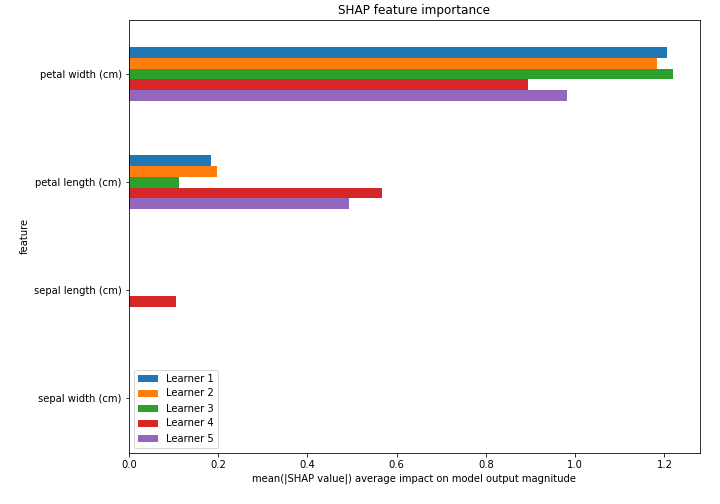 SHAP feature importance
petal width (cm)
petal length (cm)
sepal length (cm)
sepal width (cm)
feature
Learner 1
Learner 2
Learner 3
Learner 4
Learner 5
0.0 0.2 0.4 0.6 0.8 1.0 1.2
mean(|SHAP value|) average impact on model output magnitude